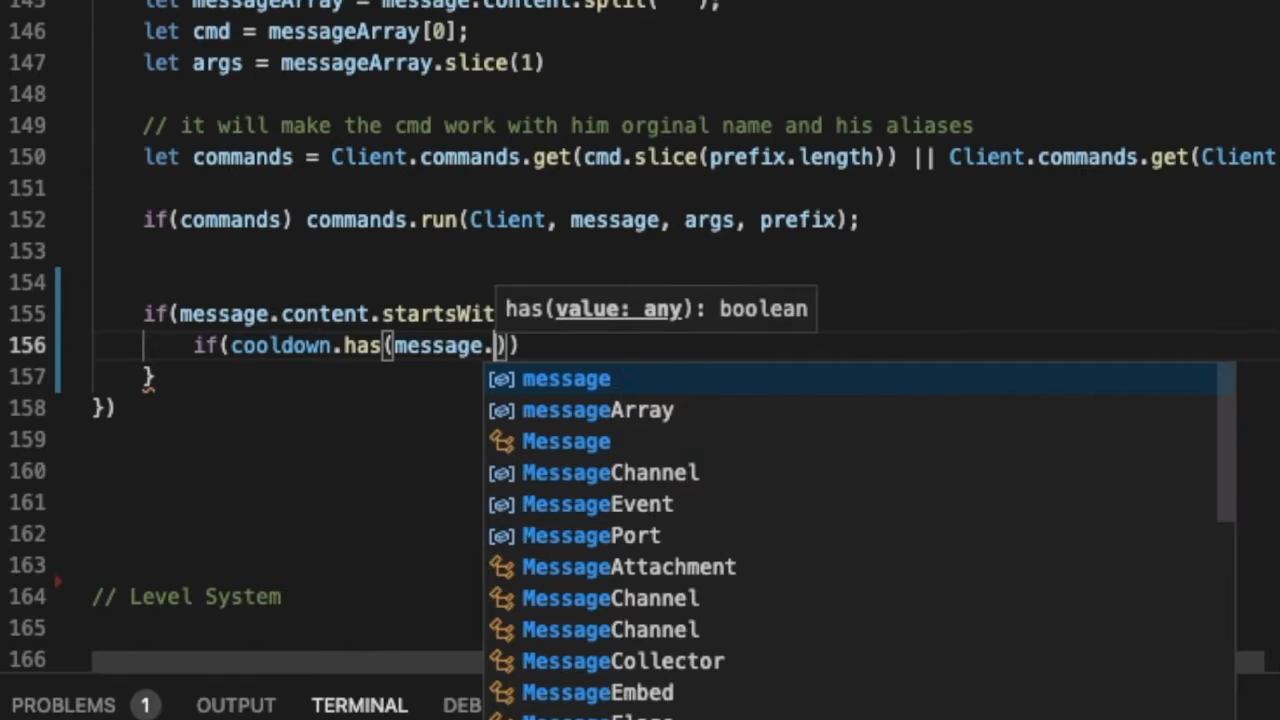 145 let messageArray = message.content.split(" ");
146 let cmd = messageArray[0];
147 let args = messageArray.slice(1)
148
149 // it will make the cmd work with him orginal name and his aliases
150 let commands = Client.commands.get(cmd.slice(prefix.length)) || Client.commands.get(Client
151
152 if(commands) commands.run(Client, message, args, prefix);
153
154
has(value: any): boolean
155 if(message.content.startsWit
156 if(cooldown.has(message.))
157 }
message
158 })
messageArray
159
Message
160
MessageChannel
161
MessageEvent
162
MessagePort
163
MessageAttachment
164 // Level System
MessageChannel
165
MessageChannel
166
MessageCollector
MessageEmbed
PROBLEMS 1 OUTPUT TERMINAL DEB